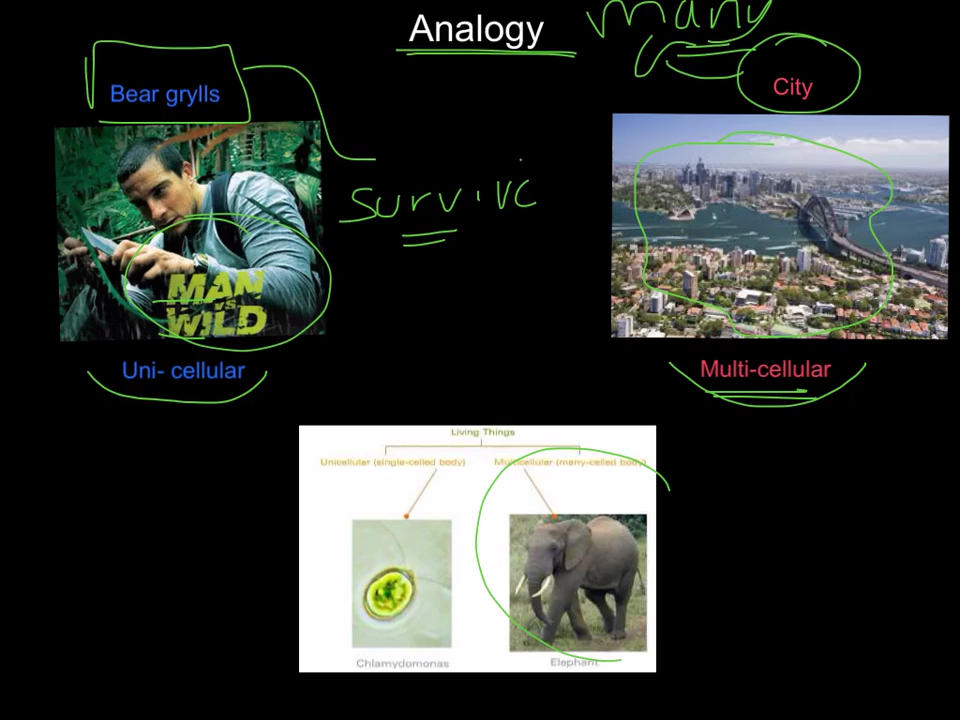 Analogy
many
Bear grylls
City
survive
MAN
VS.
WILD
Uni- cellular
Multi-cellular
Living Things
Unicellular (single-celled body)
Multicellular (many-celled body)
Chlamydomonas
Elephant